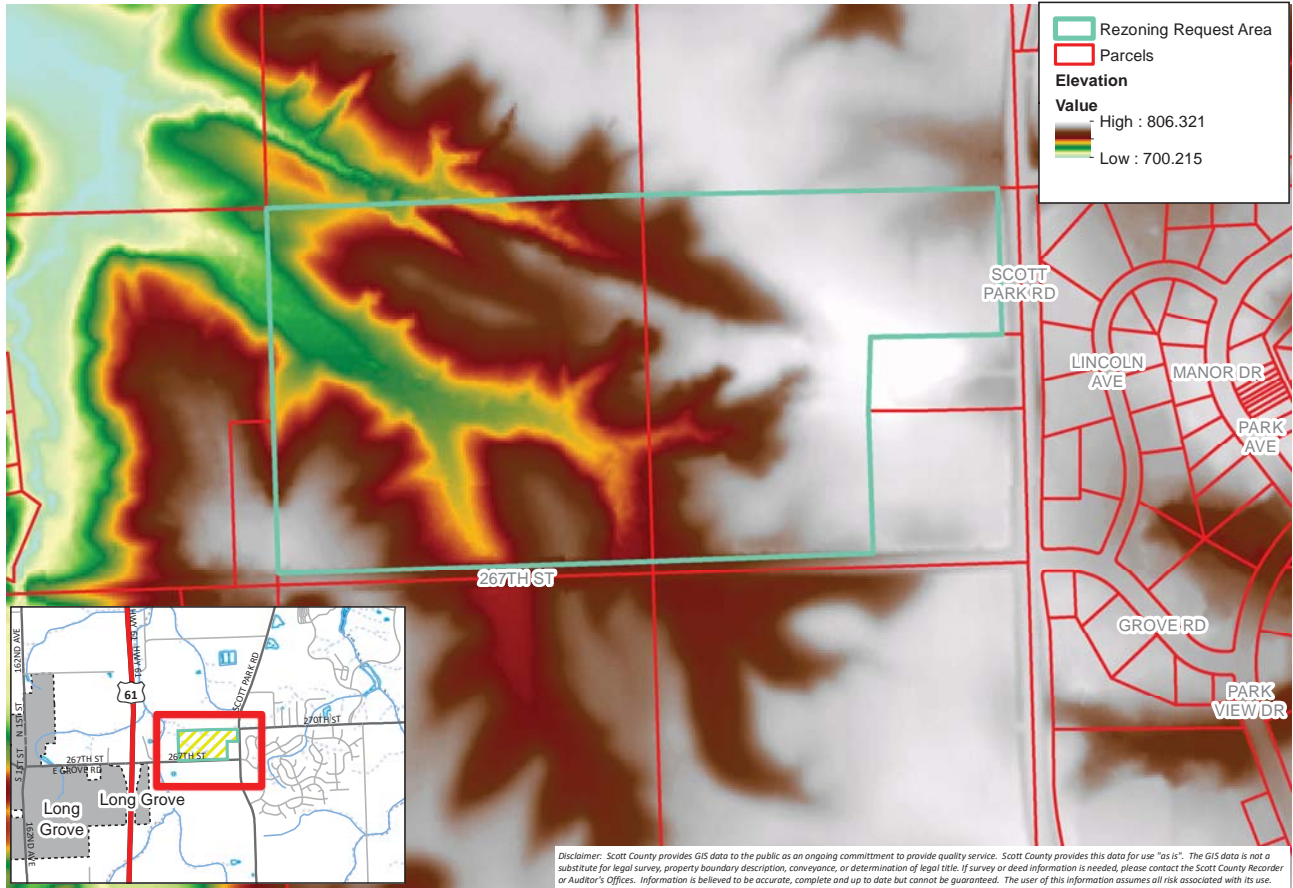 Rezoning Request Area
Parcels
Elevation
Value
High : 806.321
Low : 700.215
SCOTT
PARK RD
LINCOLN
AVE
MANOR DR
PARK
AVE
267TH ST
GROVE RD
PARK
VIEW DR
162ND AVE
HWY 61
HWY 61
61
SCOTT PARK RD
N 1ST ST
270TH ST
S 1ST ST
267TH ST
E GROVE RD
267TH ST
Long Grove
Long
Grove
162ND AVE
Disclaimer: Scott County provides GIS data to the public as an ongoing committment to provide quality service. Scott County provides this data for use "as is". The GIS data is not a
substitute for legal survey, property boundary description, conveyance, or determination of legal title. If survey or deed information is needed, please contact the Scott County Recorder
or Auditor's Offices. Information is believed to be accurate, complete and up to date but cannot be guaranteed. The user of this information assumes all risk associated with its use.